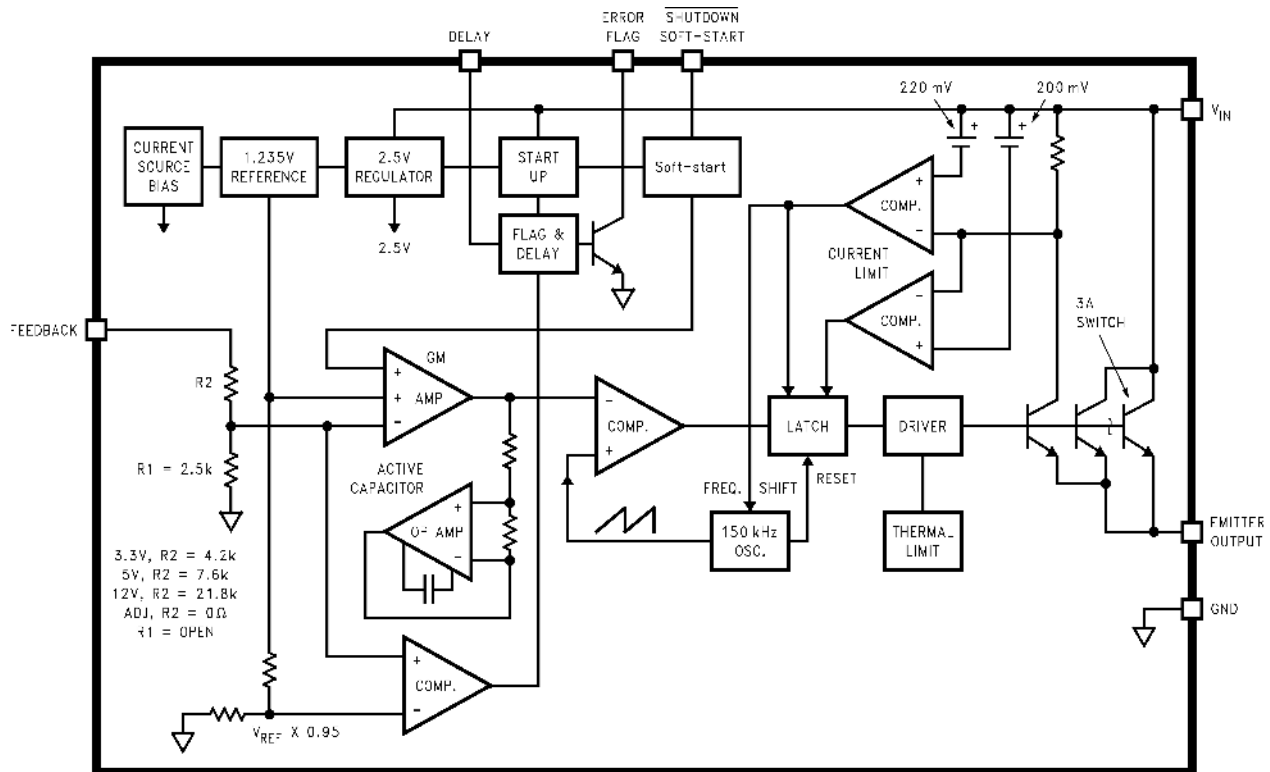 SHUTDOWN
SOFT-START
ERROR
FLAG
DELAY
220 mV
200 mV
+
+
VIN
CURRENT
SOURCE
BIAS
1.235V
REFERENCE
2.5V
REGULATOR
START
UP
Soft-start
2.5V
FLAG &
DELAY
+
COMP.
−
CURRENT
LIMIT
−
COMP.
+
3A
SWITCH
FEEDBACK
R2
R1 = 2.5k
GM
AMP
+
+
−
−
COMP.
+
LATCH
DRIVER
ACTIVE
CAPACITOR
+
OP AMP
−
FREQ. SHIFT
RESET
150 kHz
OSC.
THERMAL
LIMIT
EMITTER
OUTPUT
3.3V, R2 = 4.2k
5V, R2 = 7.6k
12V, R2 = 21.8k
ADJ, R2 = 0Ω
R1 = OPEN
GND
+
COMP.
−
VREF X 0.95